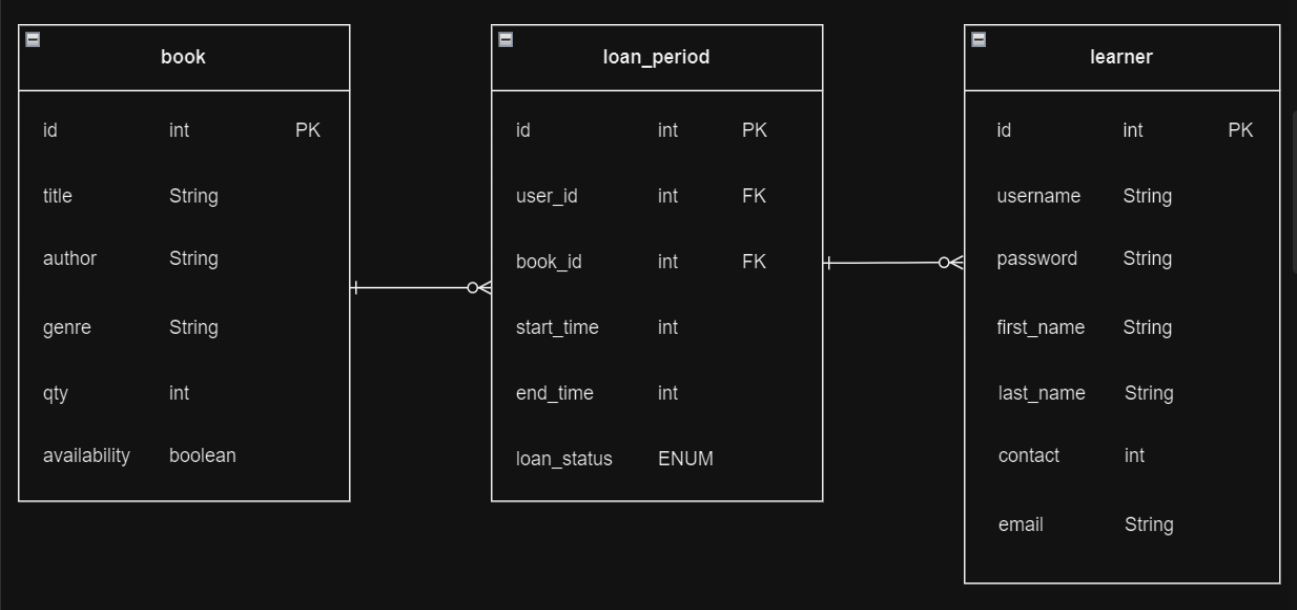 book
id int PK
title String
author String
genre String
qty int
availability boolean
loan_period
id int PK
user_id int FK
book_id int FK
start_time int
end_time int
loan_status ENUM
learner
id int PK
username String
password String
first_name String
last_name String
contact int
email String